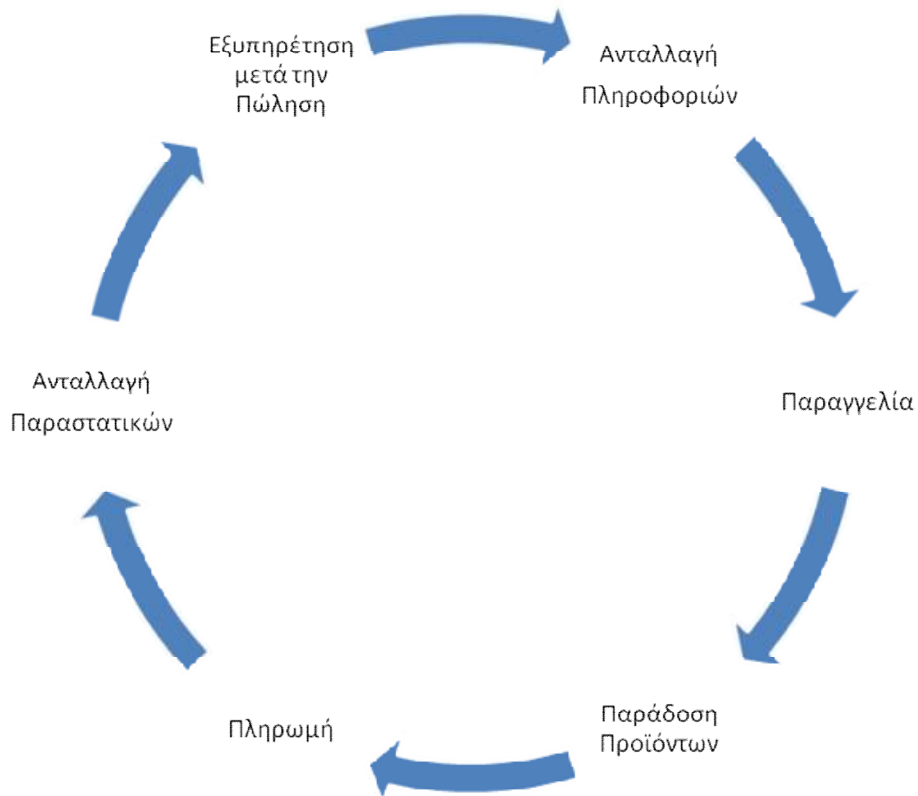 Εξυπηρέτηση
μετά την
Πώληση
Ανταλλαγή
Πληροφοριών
Παραγγελία
Παράδοση
Προϊόντων
Πληρωμή
Ανταλλαγή
Παραστατικών